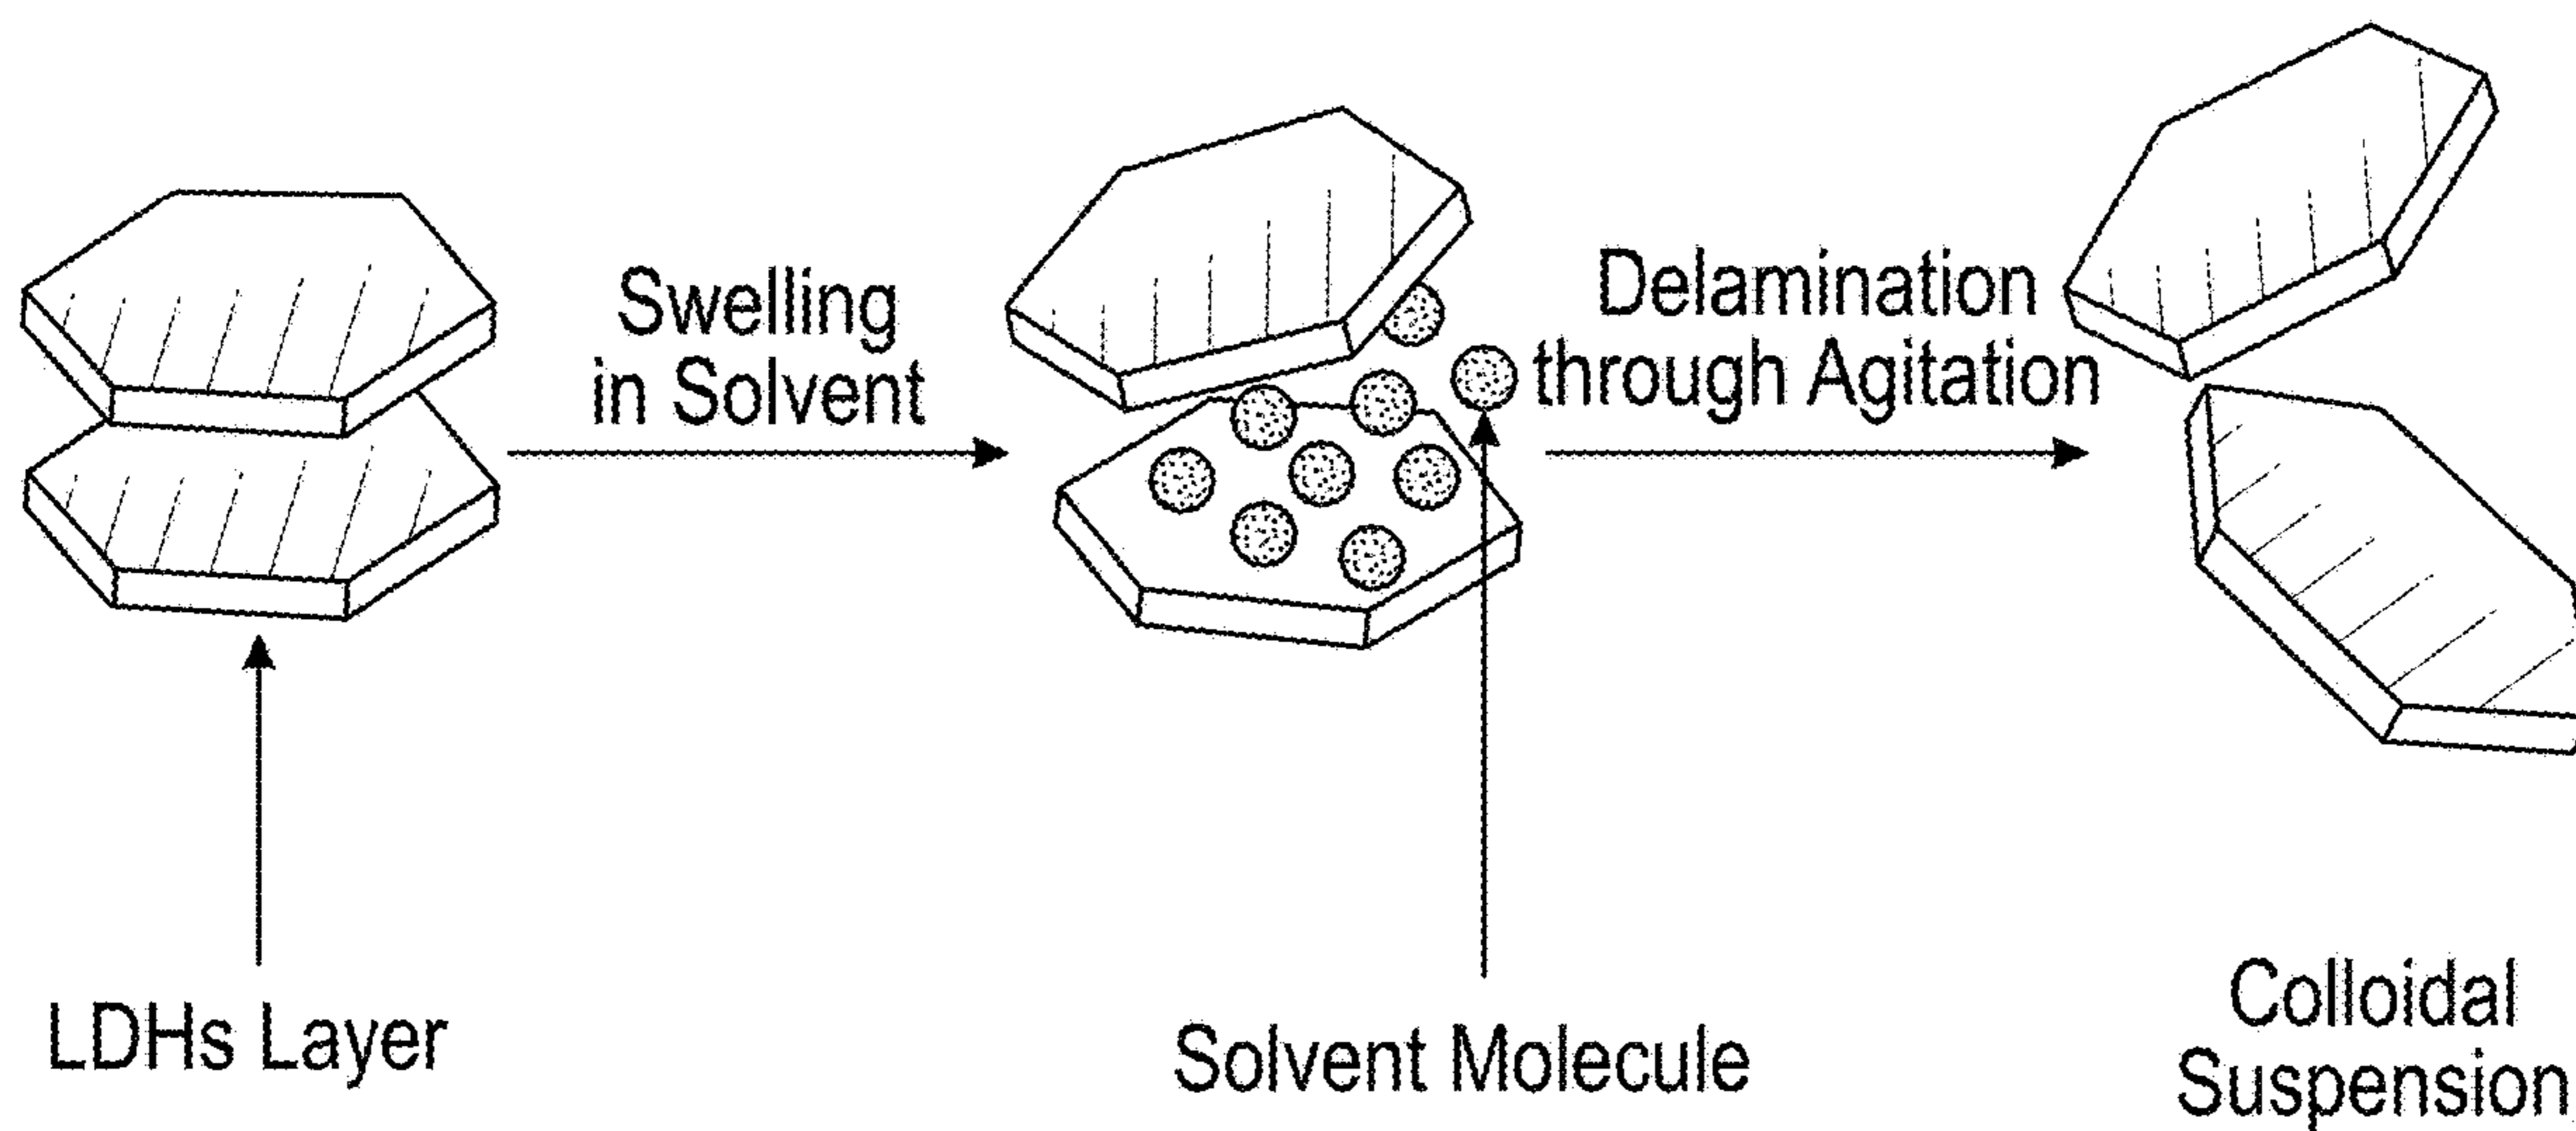 Swelling
in Solvent
Delamination
through Agitation
LDHs Layer
Solvent Molecule
Colloidal
Suspension